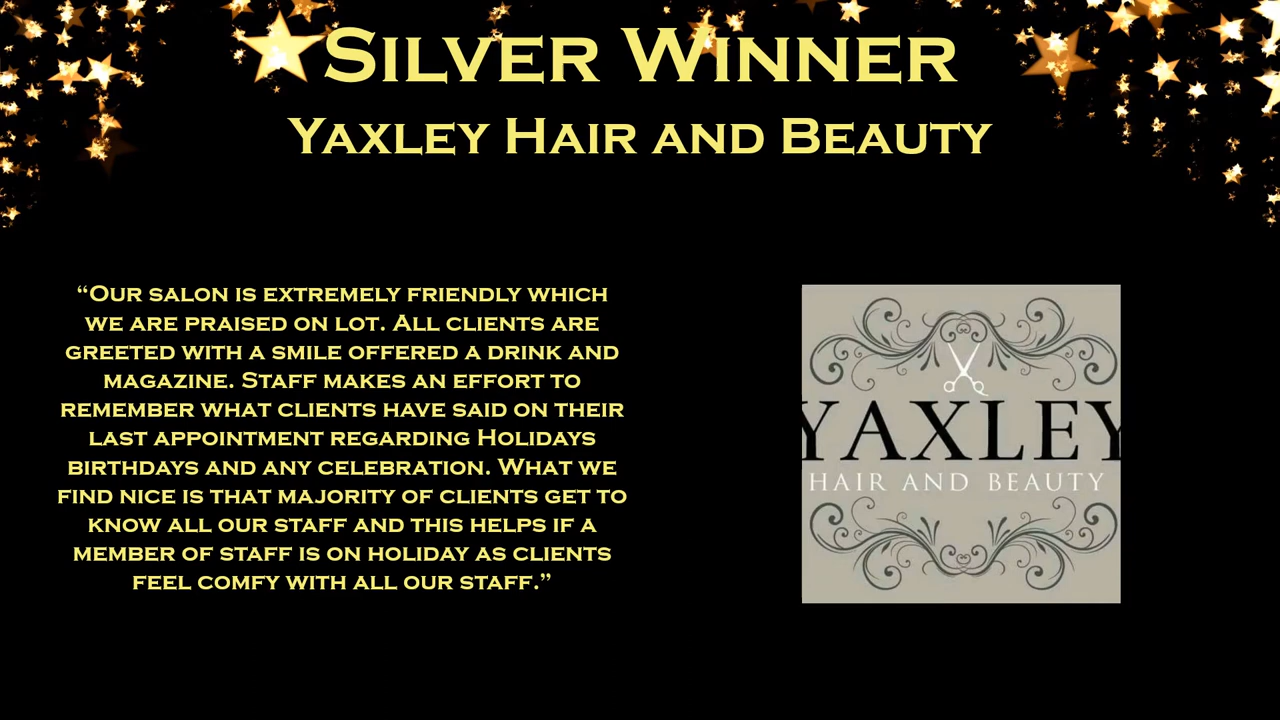 Silver Winner
Yaxley Hair and Beauty
“Our salon is extremely friendly which
we are praised on lot. All clients are
greeted with a smile offered a drink and
magazine. Staff makes an effort to
remember what clients have said on their
last appointment regarding Holidays
birthdays and any celebration. What we
find nice is that majority of clients get to
know all our staff and this helps if a
member of staff is on holiday as clients
feel comfy with all our staff.”
YAXLEY
HAIR AND BEAUTY